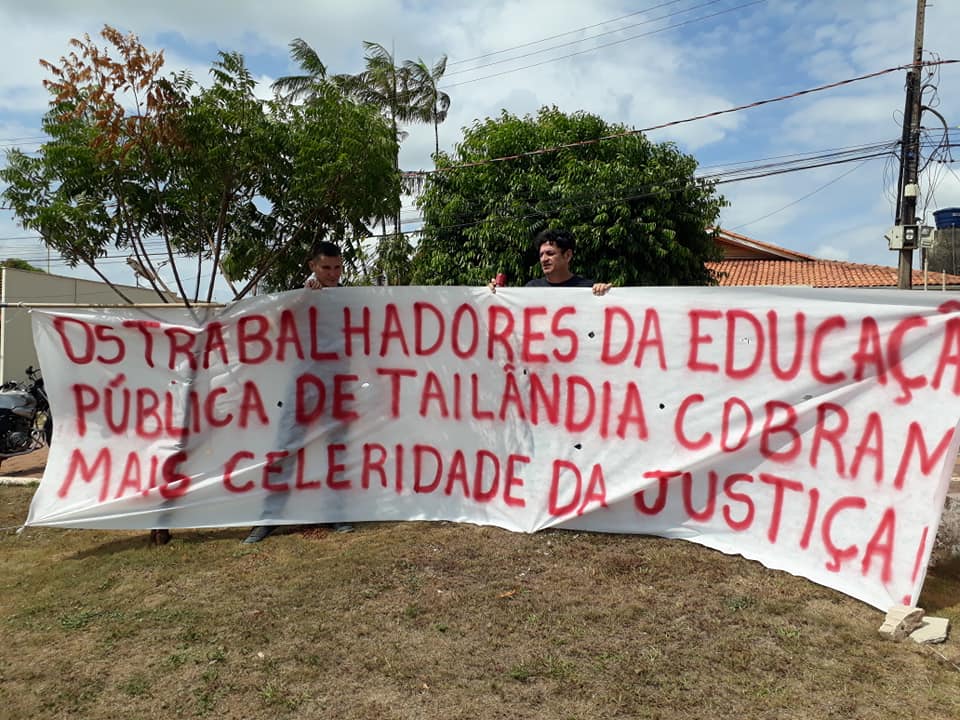 OS TRABALHADORES DA EDUCAÇÃ
PÚBLICA DE TAILÂNDIA COBRAM
MAIS CELERIDADE DA JUSTIÇA!